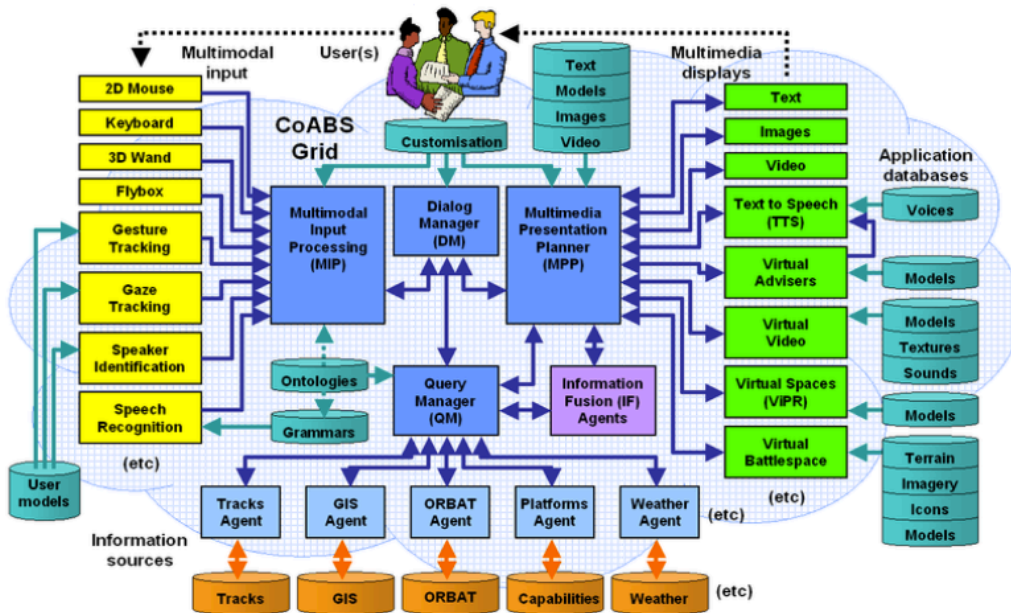 Multimodal
input
User(s)
Multimedia
displays
2D Mouse
Keyboard
3D Wand
Flybox
Gesture
Tracking
Gaze
Tracking
Speaker
Identification
Speech
Recognition
(etc)
User
models
CoABS
Grid
Customisation
Text
Models
Images
Video
Multimodal
Input
Processing
(MIP)
Dialog
Manager
(DM)
Multimedia
Presentation
Planner
(MPP)
Ontologies
Grammars
Query
Manager
(QM)
Information
Fusion (IF)
Agents
Text
Images
Video
Text to Speech
(TTS)
Virtual
Advisers
Virtual
Video
Virtual Spaces
(ViPR)
Virtual
Battlespace
(etc)
Application
databases
Voices
Models
Models
Textures
Sounds
Models
Terrain
Imagery
Icons
Models
Tracks
Agent
GIS
Agent
ORBAT
Agent
Platforms
Agent
Weather
Agent
(etc)
Information
sources
Tracks
GIS
ORBAT
Capabilities
Weather
(etc)